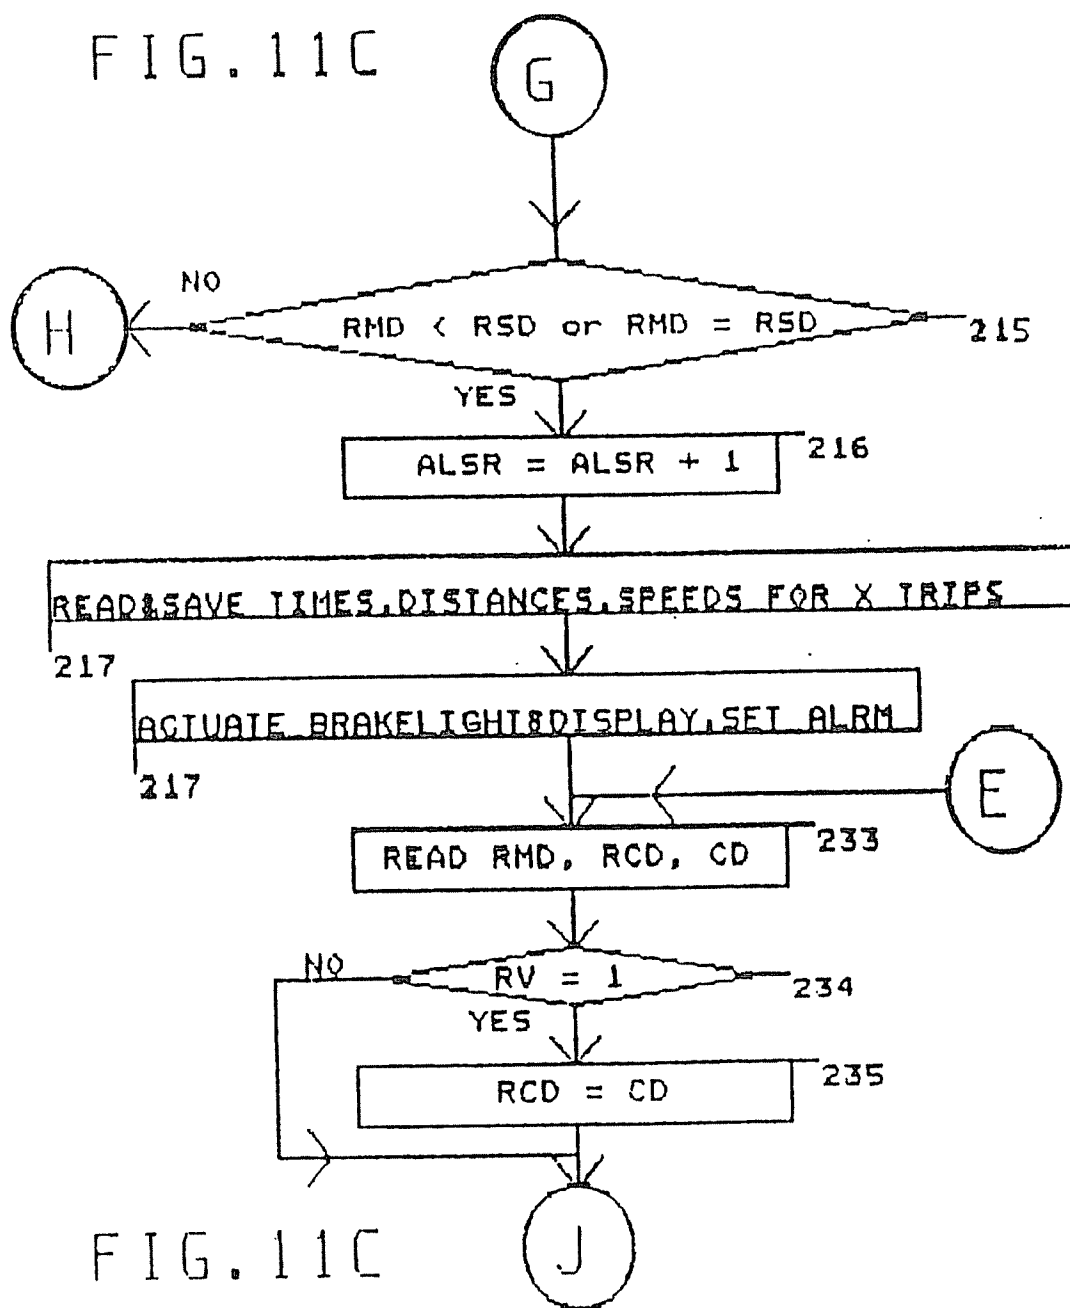 FIG. 11C
G
NO
H
RMD < RSD or RMD = RSD
215
YES
ALSR = ALSR + 1
216
READ&SAVE TIMES,DISTANCES,SPEEDS FOR X TRIPS
217
ACTUATE BRAKELIGHT&DISPLAY,SET ALRM
217
E
READ RMD, RCD, CD
233
NO
RV = 1
234
YES
RCD = CD
235
J
FIG. 11C